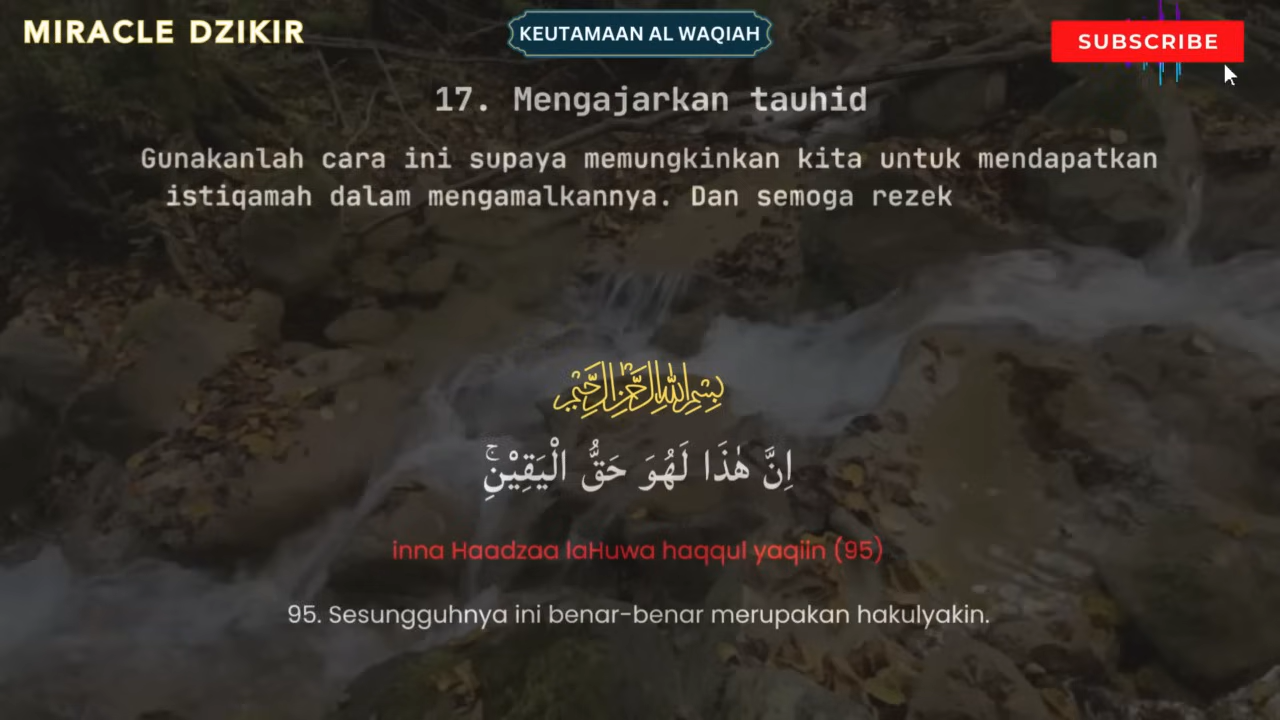 MIRACLE DZIKIR
KEUTAMAAN AL WAQIAH
SUBSCRIBE
17. Mengajarkan tauhid
Gunakanlah cara ini supaya memungkinkan kita untuk mendapatkan
istiqamah dalam mengamalkannya. Dan semoga rezek
بِسْمِ اللهِ الرَّحْمٰنِ الرَّحِيْمِ
اِنَّ هٰذَا لَهُوَ حَقُّ الْيَقِيْنِۚ
inna Haadzaa laHuwa haqqul yaqiin (95)
95. Sesungguhnya ini benar-benar merupakan hakulyakin.